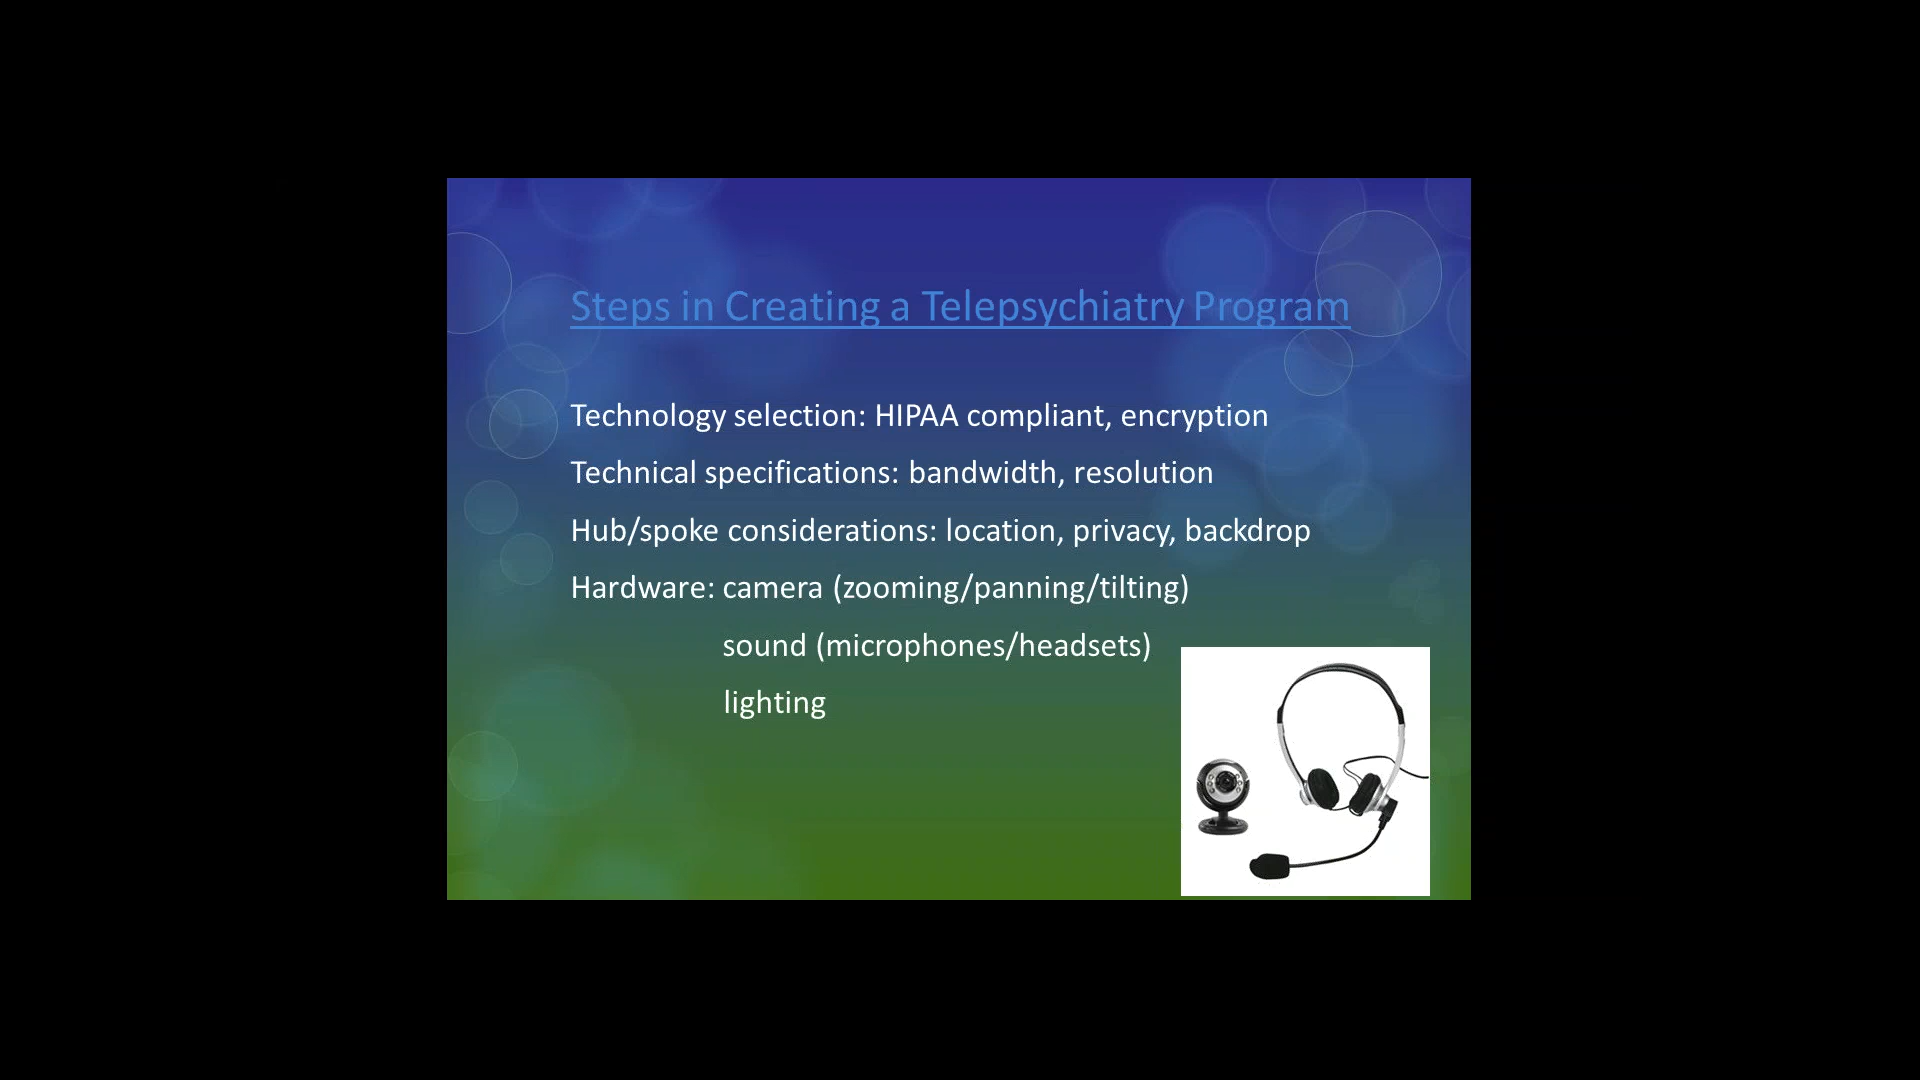 Steps in Creating a Telepsychiatry Program
Technology selection: HIPAA compliant, encryption
Technical specifications: bandwidth, resolution
Hub/spoke considerations: location, privacy, backdrop
Hardware: camera (zooming/panning/tilting)
sound (microphones/headsets)
lighting